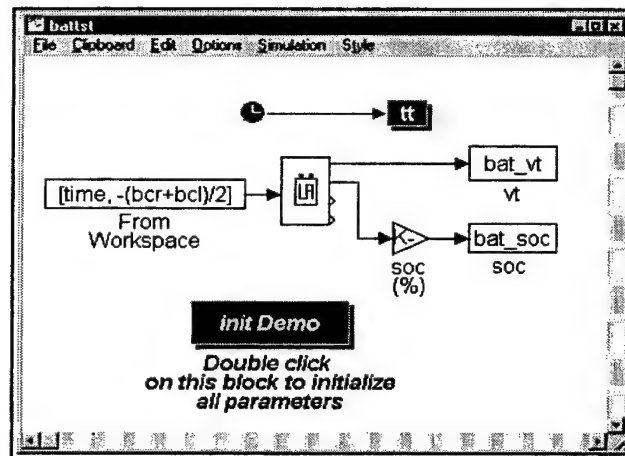 battst
File Clipboard Edit Options Simulation Style
tt
bat_vt
vt
[time, -(bcr+bcl)/2]
From
Workspace
LA
K-
soc
(%)
bat_soc
soc
init Demo
Double click
on this block to initialize
all parameters